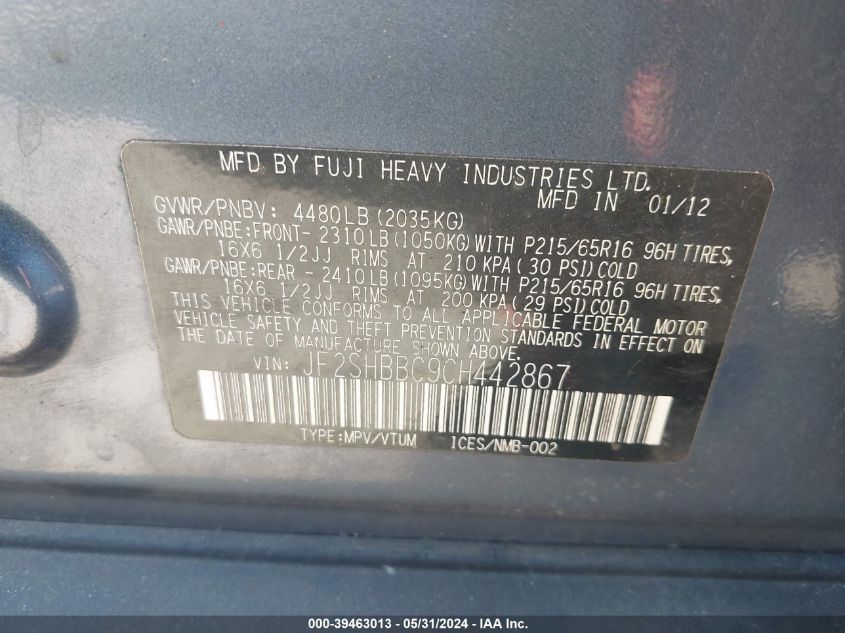 MFD BY FUJI HEAVY INDUSTRIES LTD.
MFD IN 01/12
GVWR/PNBV: 4480LB(2035KG)
GAWR/PNBE:FRONT- 2310LB(1050KG)WITH P215/65R16 96H TIRES,
16X6 1/2JJ RIMS AT 210 KPA( 30 PSI)COLD
GAWR/PNBE:REAR - 2410LB(1095KG)WITH P215/65R16 96H TIRES,
16X6 1/2JJ RIMS AT 200 KPA( 29 PSI)COLD
THIS VEHICLE CONFORMS TO ALL APPLICABLE FEDERAL MOTOR
VEHICLE SAFETY AND THEFT PREVENTION STANDARDS IN EFFECT ON
THE DATE OF MANUFACTURE SHOWN ABOVE.
VIN: JF2SHBBC9CH442867
TYPE:MPV/VTUM ICES/NMB-002
000-39463013 - 05/31/2024 - IAA Inc.